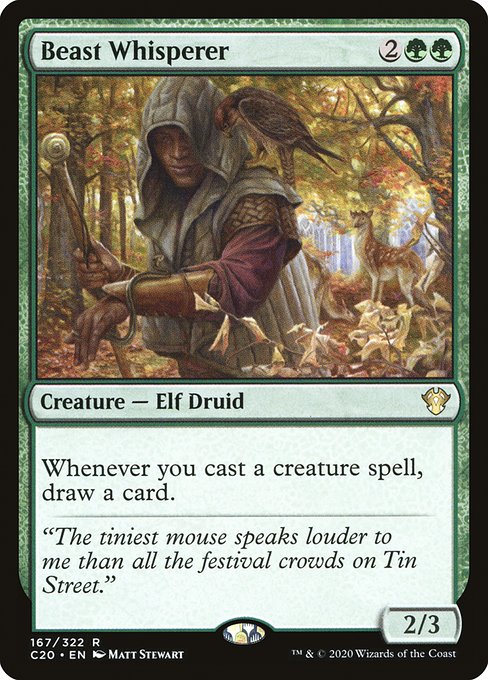 Beast Whisperer 2
Creature — Elf Druid
Whenever you cast a creature spell,
draw a card.
“The tiniest mouse speaks louder to
me than all the festival crowds on Tin
Street.”
2/3
167/322 R
C20 • EN Matt Stewart ™ & © 2020 Wizards of the Coast